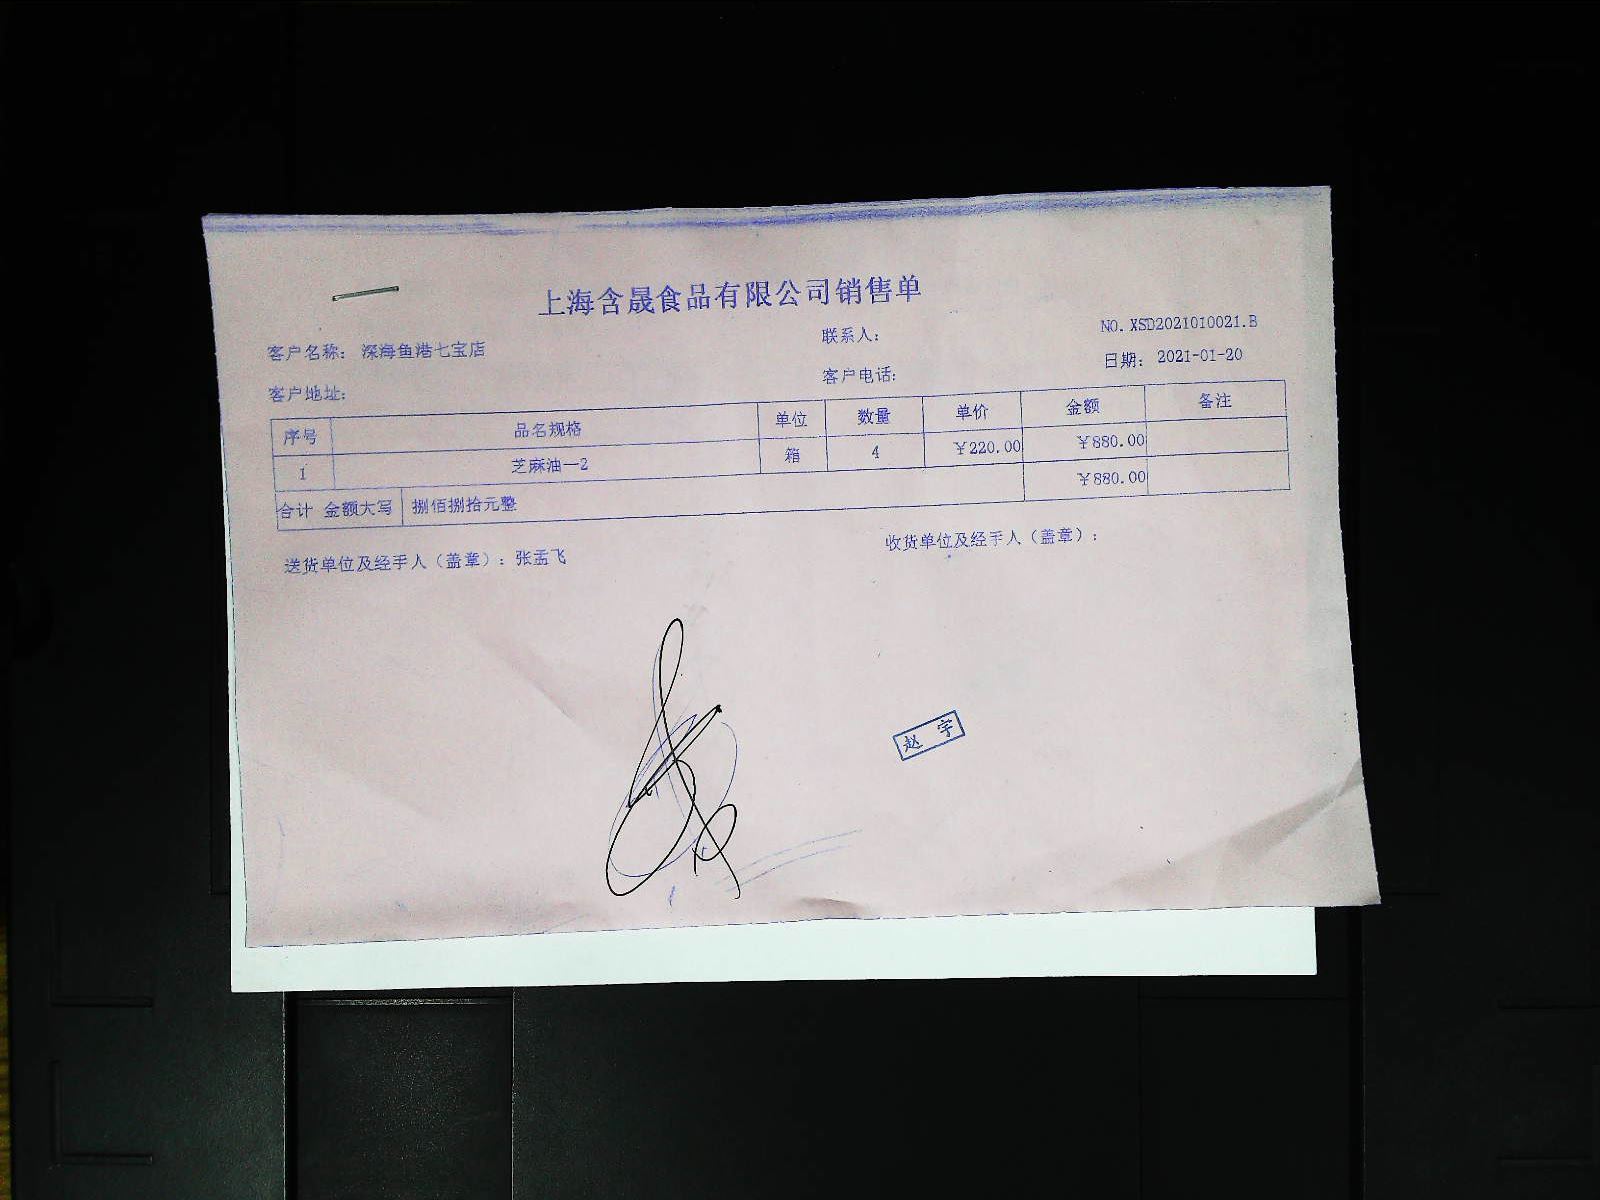 上海含晟食品有限公司销售单
联系人： NO. XSD2021010021.B
客户名称： 深海鱼港七宝店
客户电话： 日期： 2021-01-20
客户地址：
序号 品名规格 单位 数量 单价 金额 备注
1 芝麻油—2 箱 4 ￥220.00 ￥880.00
合计 金额大写 捌佰捌拾元整 ￥880.00
送货单位及经手人（盖章）：张孟飞 收货单位及经手人（盖章）：
赵 宇